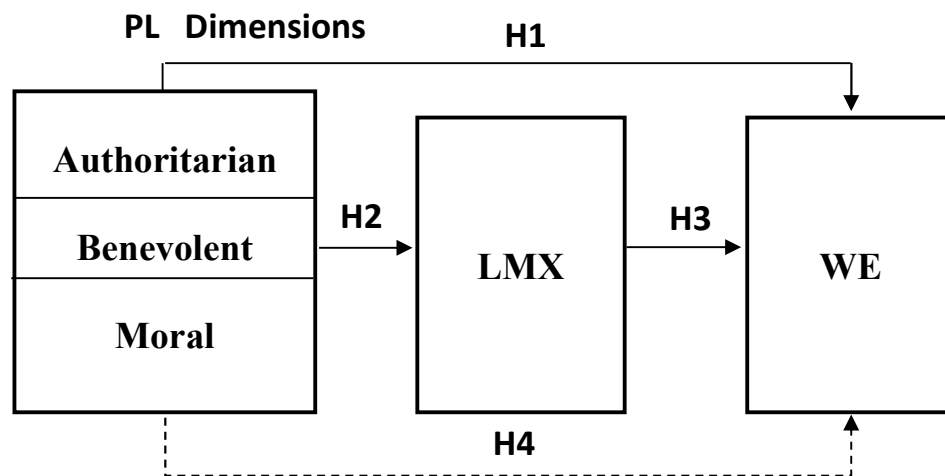 PL Dimensions
H1
Authoritarian
Benevolent
Moral
H2
LMX
H3
WE
H4